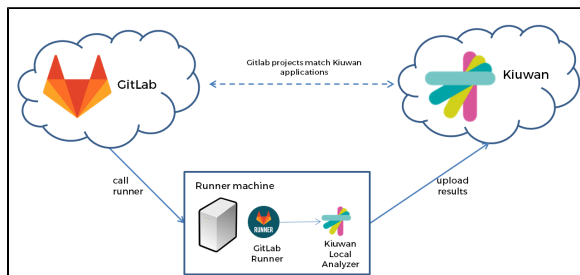 Gitlab projects match Kiuwan
applications
GitLab
Kiuwan
call
runner
upload
results
Runner machine
RUNNER
GitLab
Runner
Kiuwan
Local
Analyzer